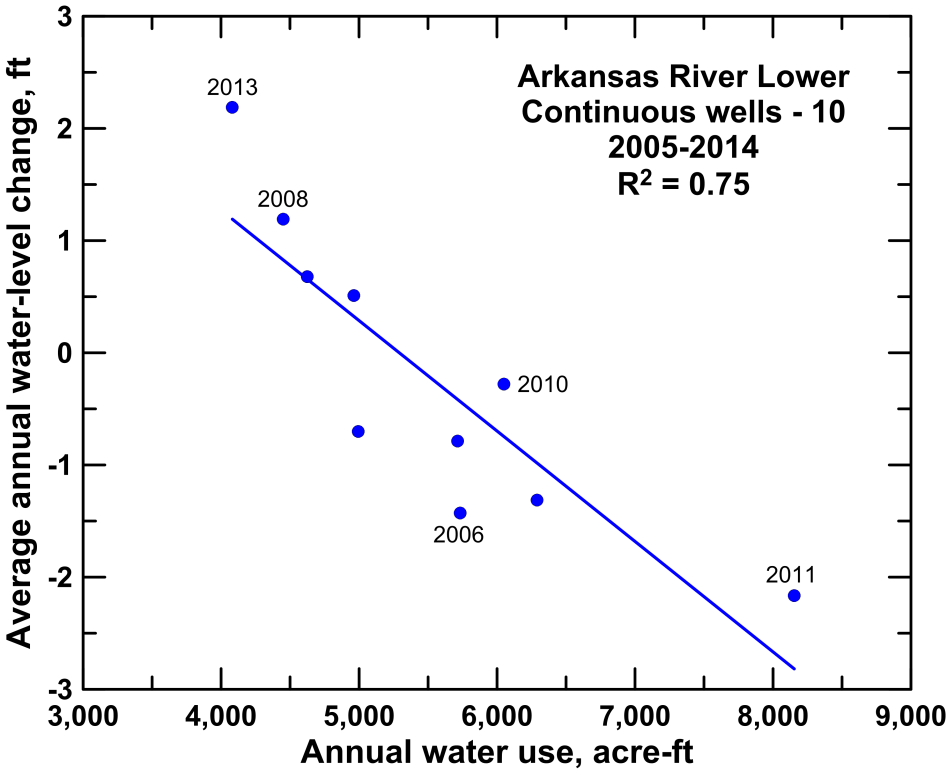 Arkansas River Lower
Continuous wells - 10
2005-2014
R² = 0.75
Average annual water-level change, ft
3
2
1
0
-1
-2
-3
2013
2008
2010
2006
2011
3,000 4,000 5,000 6,000 7,000 8,000 9,000
Annual water use, acre-ft